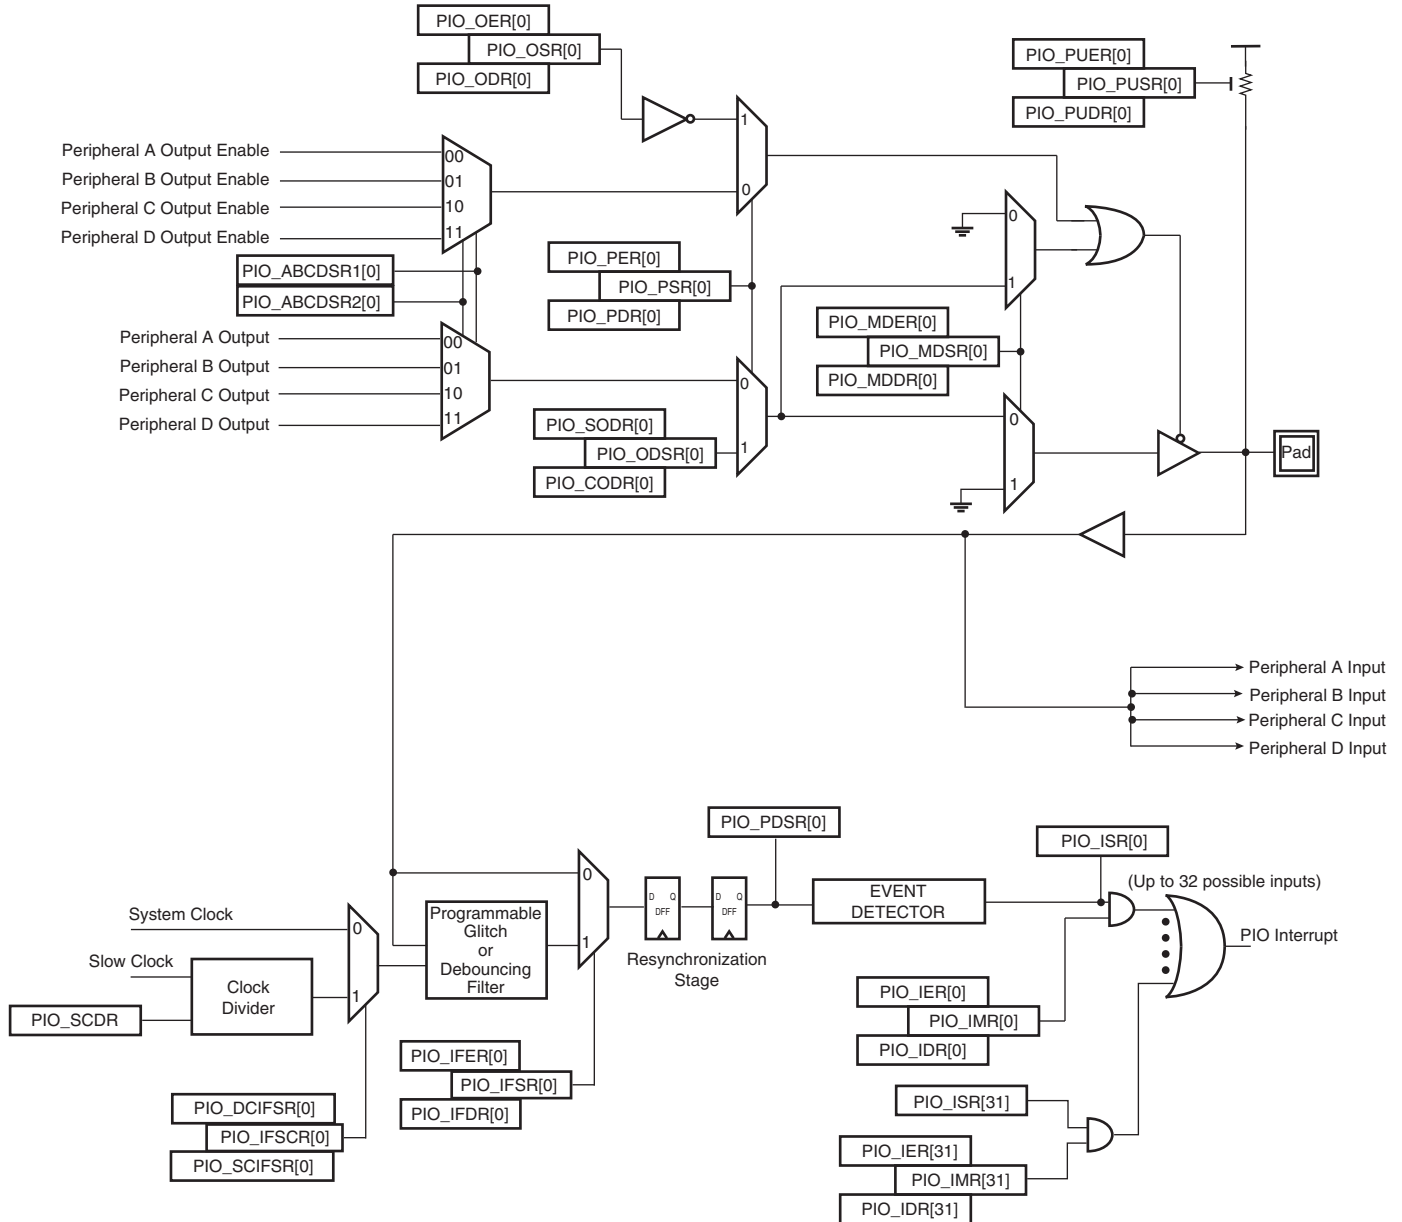 PIO_OER[0]
PIO_OSR[0]
PIO_ODR[0]
PIO_PUER[0]
PIO_PUSR[0]
PIO_PUDR[0]
1
0
Peripheral A Output Enable
Peripheral B Output Enable
Peripheral C Output Enable
Peripheral D Output Enable
00
01
10
11
PIO_ABCDSR1[0]
PIO_ABCDSR2[0]
PIO_PER[0]
PIO_PSR[0]
PIO_PDR[0]
0
1
PIO_MDER[0]
PIO_MDSR[0]
PIO_MDDR[0]
Peripheral A Output
Peripheral B Output
Peripheral C Output
Peripheral D Output
00
01
10
11
0
1
PIO_SODR[0]
PIO_ODSR[0]
PIO_CODR[0]
0
1
Pad
Peripheral A Input
Peripheral B Input
Peripheral C Input
Peripheral D Input
PIO_PDSR[0]
PIO_ISR[0]
(Up to 32 possible inputs)
System Clock
Slow Clock
Clock
Divider
PIO_SCDR
0
1
Programmable
Glitch
or
Debouncing
Filter
0
1
D Q
DFF
D Q
DFF
Resynchronization
Stage
EVENT
DETECTOR
PIO Interrupt
PIO_IER[0]
PIO_IMR[0]
PIO_IDR[0]
PIO_IFER[0]
PIO_IFSR[0]
PIO_IFDR[0]
PIO_DCIFSR[0]
PIO_IFSCR[0]
PIO_SCIFSR[0]
PIO_ISR[31]
PIO_IER[31]
PIO_IMR[31]
PIO_IDR[31]